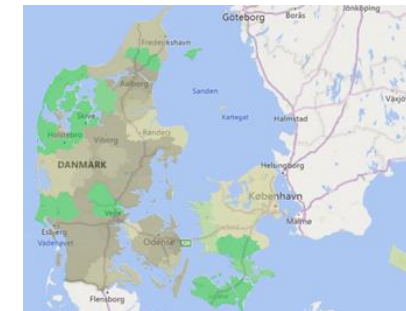 Jönköping
Göteborg
Borås
Frederikshavn
Aalborg
Sanden
Växjö
Skive
Kattegat
Halmstad
Holstebro
Viborg
Randers
DANMARK
Helsingborg
København
Vejle
Esbjerg
Odense
Malmö
Vadehavet
Flensborg